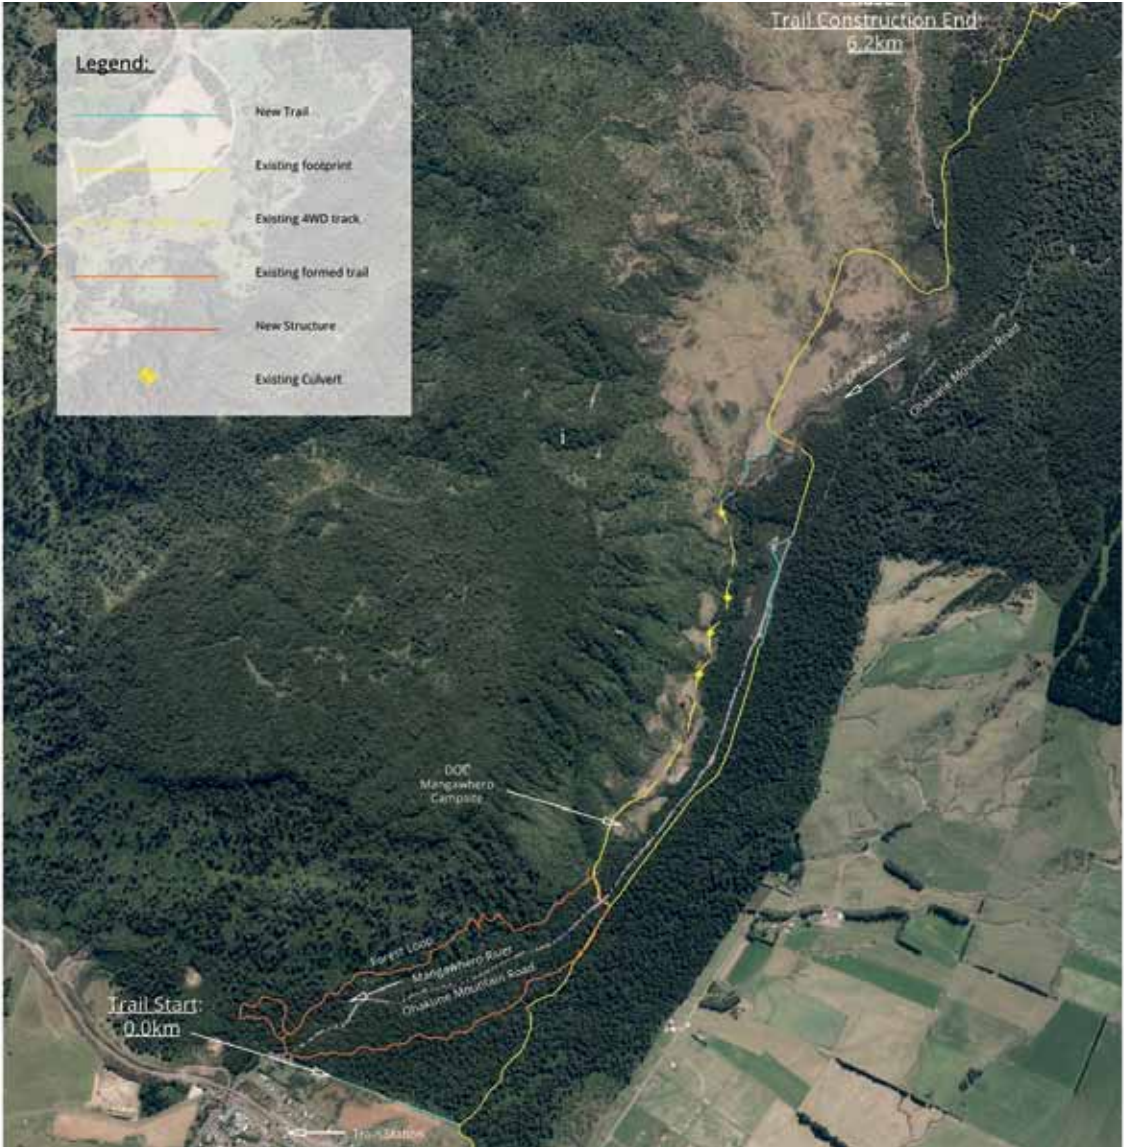 Trail Construction End:
6.2km
Legend:
New Trail
Existing footprint
Existing 4WD track
Existing formed trail
New Structure
Existing Culvert
Mangawhero River
Ohakune Mountain Road
i
DOC
Mangawhero
Campsite
Forest Loop
Mangawhero River
Ohakune Mountain Road
Trail Start:
0.0km
Train Station